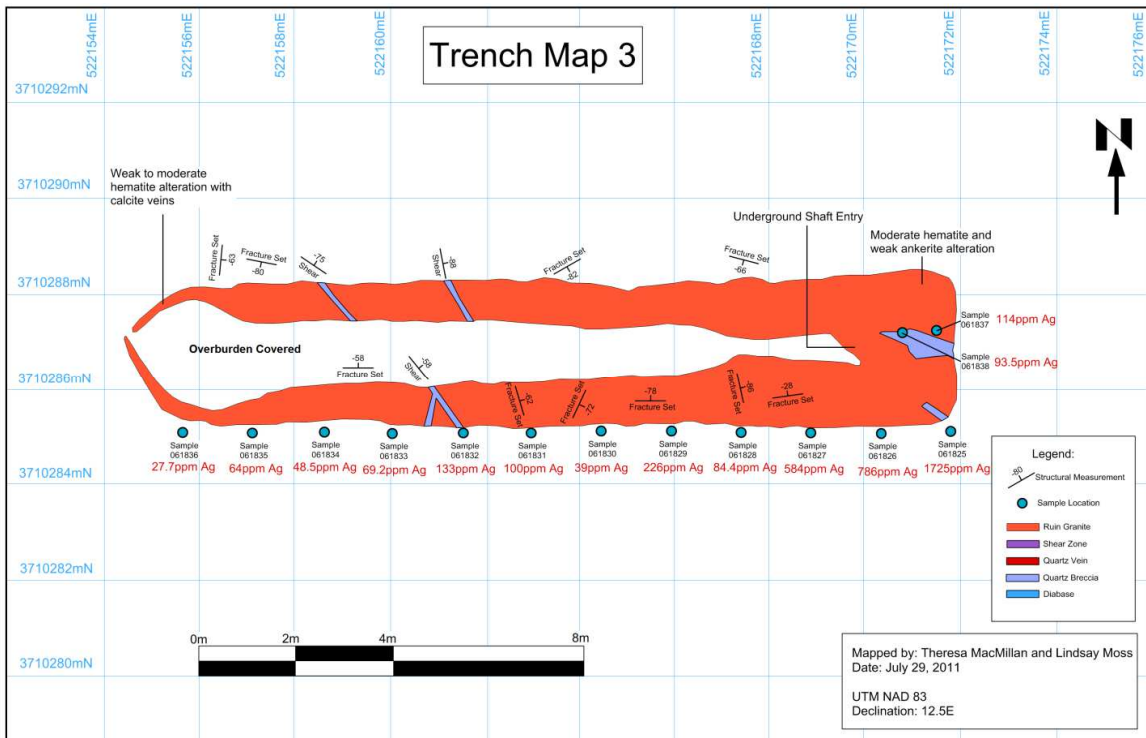 522154mE
522156mE
522158mE
522160mE
522168mE
522170mE
522172mE
522174mE
522176mE
Trench Map 3
3710292mN
N
3710290mN
Weak to moderate
hematite alteration with
calcite veins
Underground Shaft Entry
Moderate hematite and
weak ankerite alteration
Fracture Set
-63
Fracture Set
-80
-75
Shear
Shear
-88
Fracture Set
-82
Fracture Set
-66
3710288mN
Sample
061837
114ppm Ag
Overburden Covered
Sample
061838
93.5ppm Ag
-58
Fracture Set
-58
Shear
3710286mN
-62
Fracture Set
Fracture Set
-72
-78
Fracture Set
-86
Fracture Set
-28
Fracture Set
Sample
061836
27.7ppm Ag
Sample
061835
64ppm Ag
Sample
061834
48.5ppm Ag
Sample
061833
69.2ppm Ag
Sample
061832
133ppm Ag
Sample
061831
100ppm Ag
Sample
061830
39ppm Ag
Sample
061829
226ppm Ag
Sample
061828
84.4ppm Ag
Sample
061827
584ppm Ag
Sample
061826
786ppm Ag
Sample
061825
1725ppm Ag
3710284mN
Legend:
-80
Structural Measurement
Sample Location
Ruin Granite
Shear Zone
Quartz Vein
Quartz Breccia
Diabase
3710282mN
0m
2m
4m
8m
3710280mN
Mapped by: Theresa MacMillan and Lindsay Moss
Date: July 29, 2011
UTM NAD 83
Declination: 12.5E